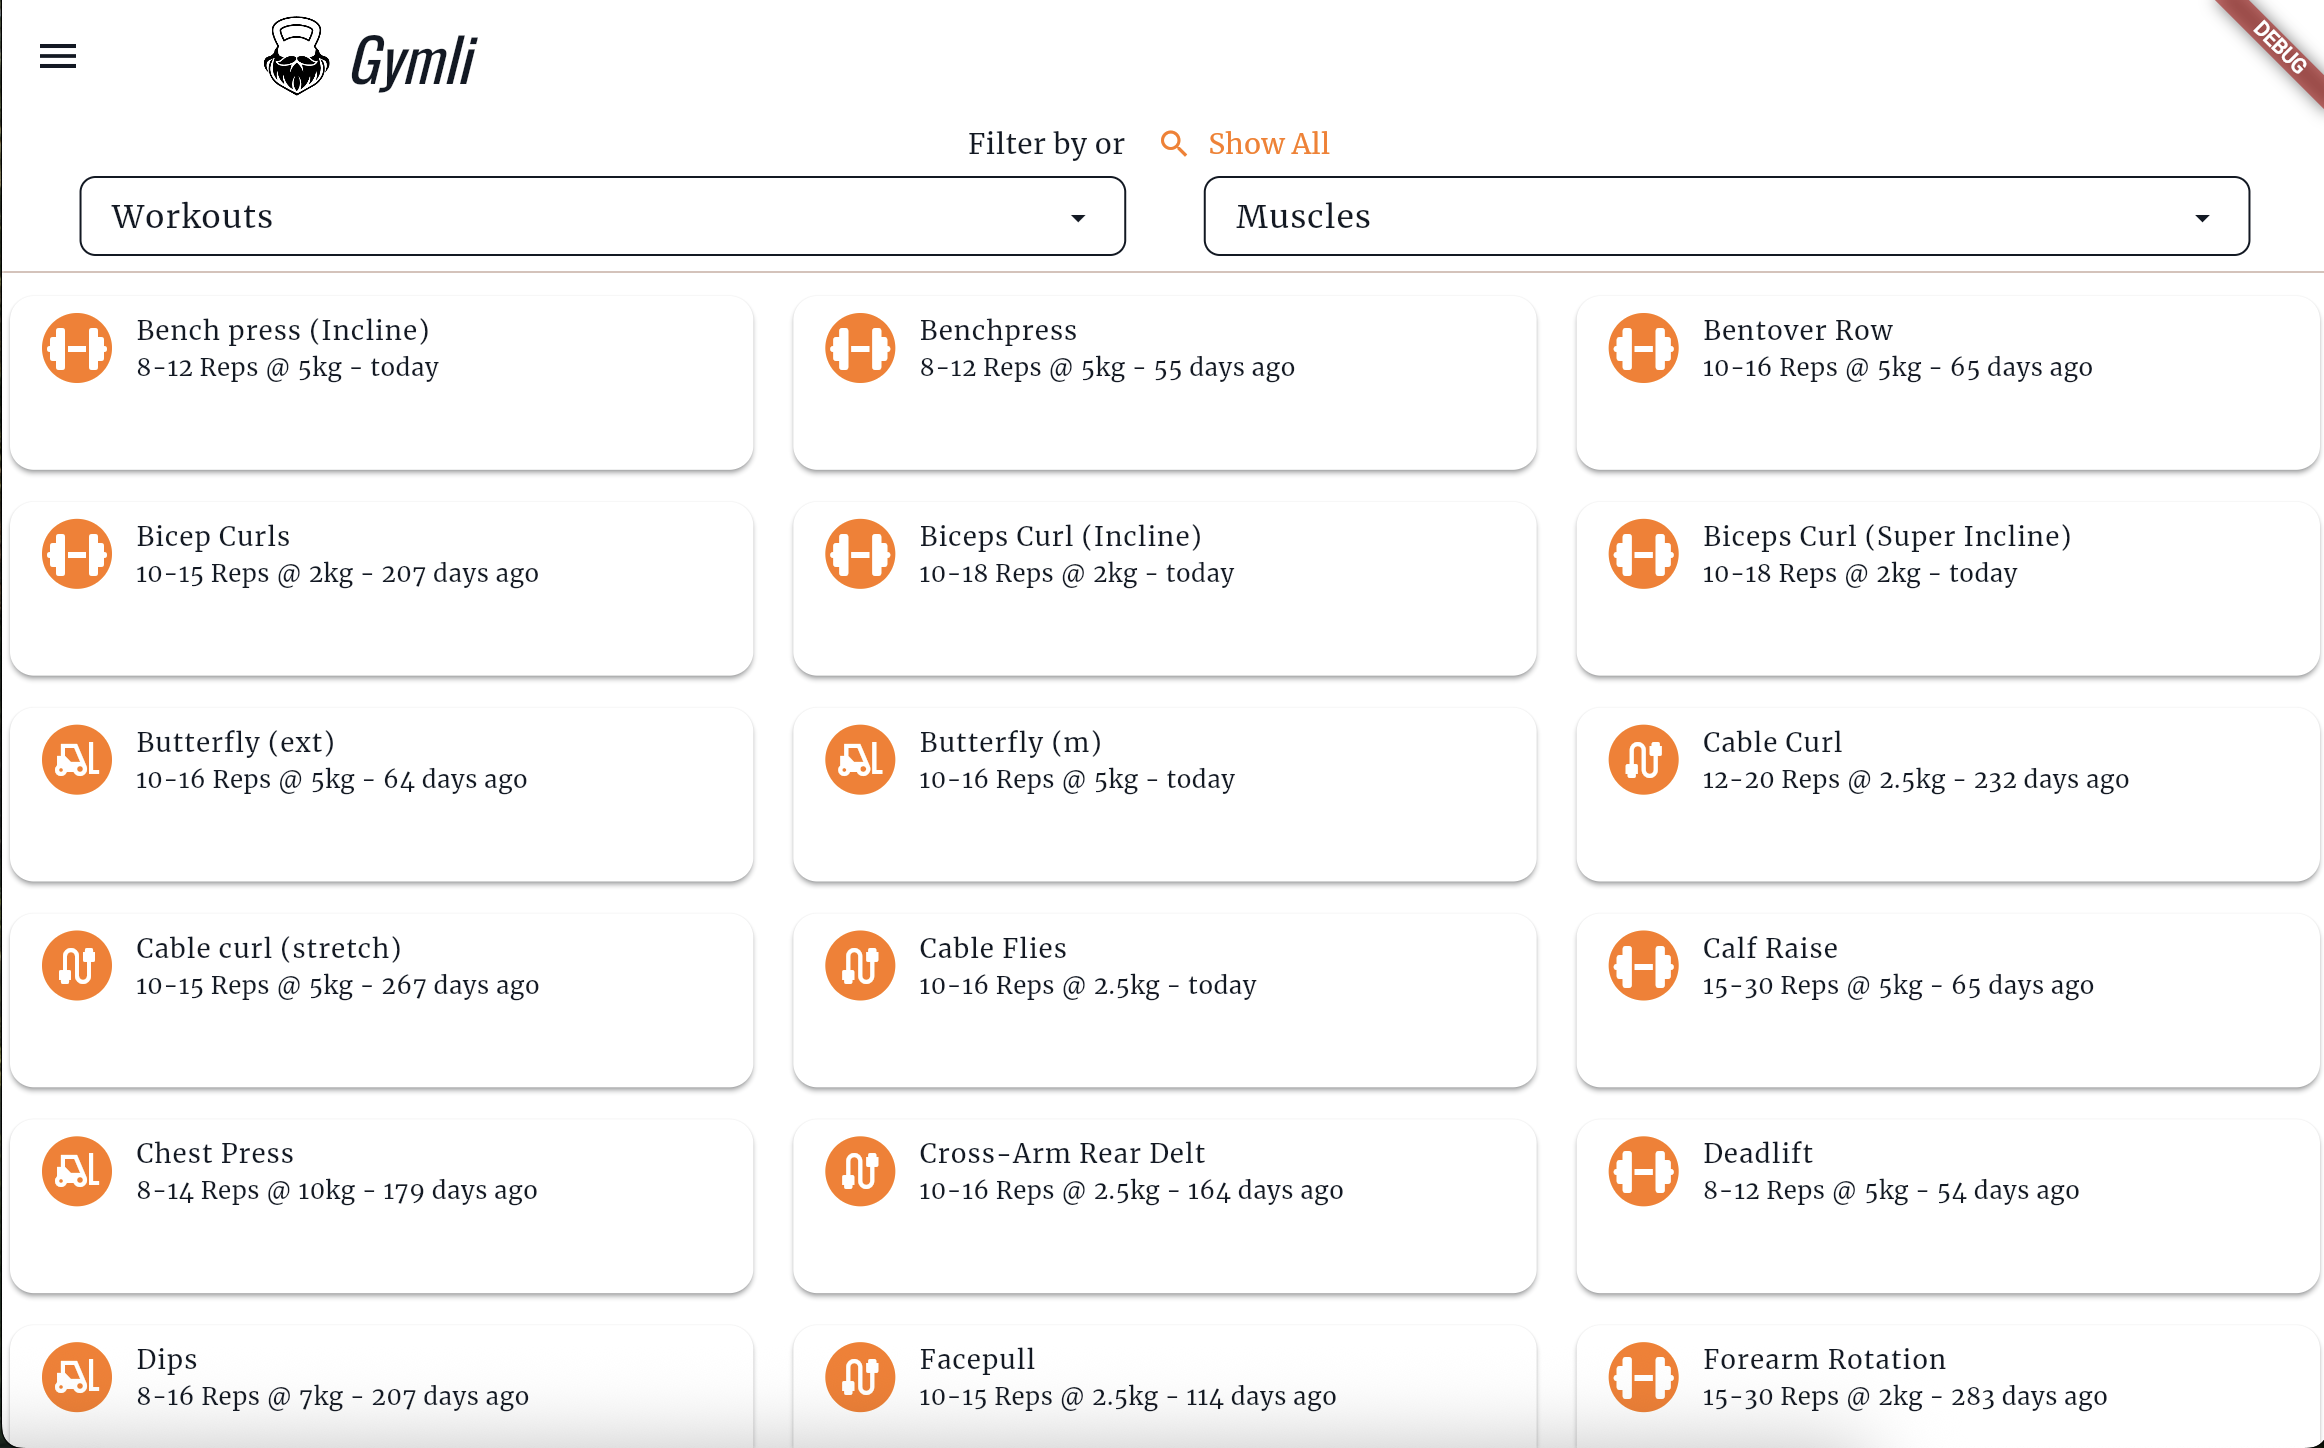 Gymli
DEBUG
Filter by or Show All
Workouts
Muscles
Bench press (Incline)
8-12 Reps @ 5kg - today
Benchpress
8-12 Reps @ 5kg - 55 days ago
Bentover Row
10-16 Reps @ 5kg - 65 days ago
Bicep Curls
10-15 Reps @ 2kg - 207 days ago
Biceps Curl (Incline)
10-18 Reps @ 2kg - today
Biceps Curl (Super Incline)
10-18 Reps @ 2kg - today
Butterfly (ext)
10-16 Reps @ 5kg - 64 days ago
Butterfly (m)
10-16 Reps @ 5kg - today
Cable Curl
12-20 Reps @ 2.5kg - 232 days ago
Cable curl (stretch)
10-15 Reps @ 5kg - 267 days ago
Cable Flies
10-16 Reps @ 2.5kg - today
Calf Raise
15-30 Reps @ 5kg - 65 days ago
Chest Press
8-14 Reps @ 10kg - 179 days ago
Cross-Arm Rear Delt
10-16 Reps @ 2.5kg - 164 days ago
Deadlift
8-12 Reps @ 5kg - 54 days ago
Dips
8-16 Reps @ 7kg - 207 days ago
Facepull
10-15 Reps @ 2.5kg - 114 days ago
Forearm Rotation
15-30 Reps @ 2kg - 283 days ago